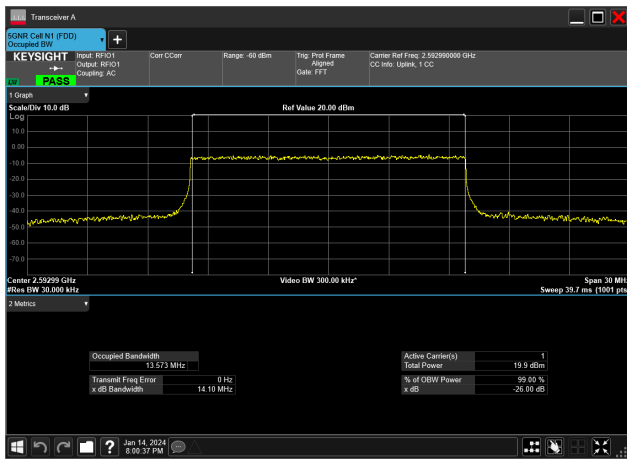 Transceiver A
5GNR Cell N1 (FDD)
Occupied BW
KEYSIGHT
PASS
Input: RFIO1
Output: RFIO1
Coupling: AC
Corr CCorr
Range: -60 dBm
Trig: Prot Frame
Aligned
Gate: FFT
Carrier Ref Freq: 2.592990000 GHz
CC Info: Uplink, 1 CC
1 Graph
Scale/Div 10.0 dB
Ref Value 20.00 dBm
Log
10.0
0.00
-10.0
-20.0
-30.0
-40.0
-50.0
-60.0
-70.0
Center 2.59299 GHz
Video BW 300.00 kHz*
Span 30 MHz
#Res BW 30.000 kHz
Sweep 39.7 ms (1001 pts
2 Metrics
Occupied Bandwidth
13.573 MHz
Transmit Freq Error 0 Hz
x dB Bandwidth 14.10 MHz
Active Carrier(s) 1
Total Power 19.9 dBm
% of OBW Power 99.00 %
x dB -26.00 dB
?
Jan 14, 2024
8:00:37 PM